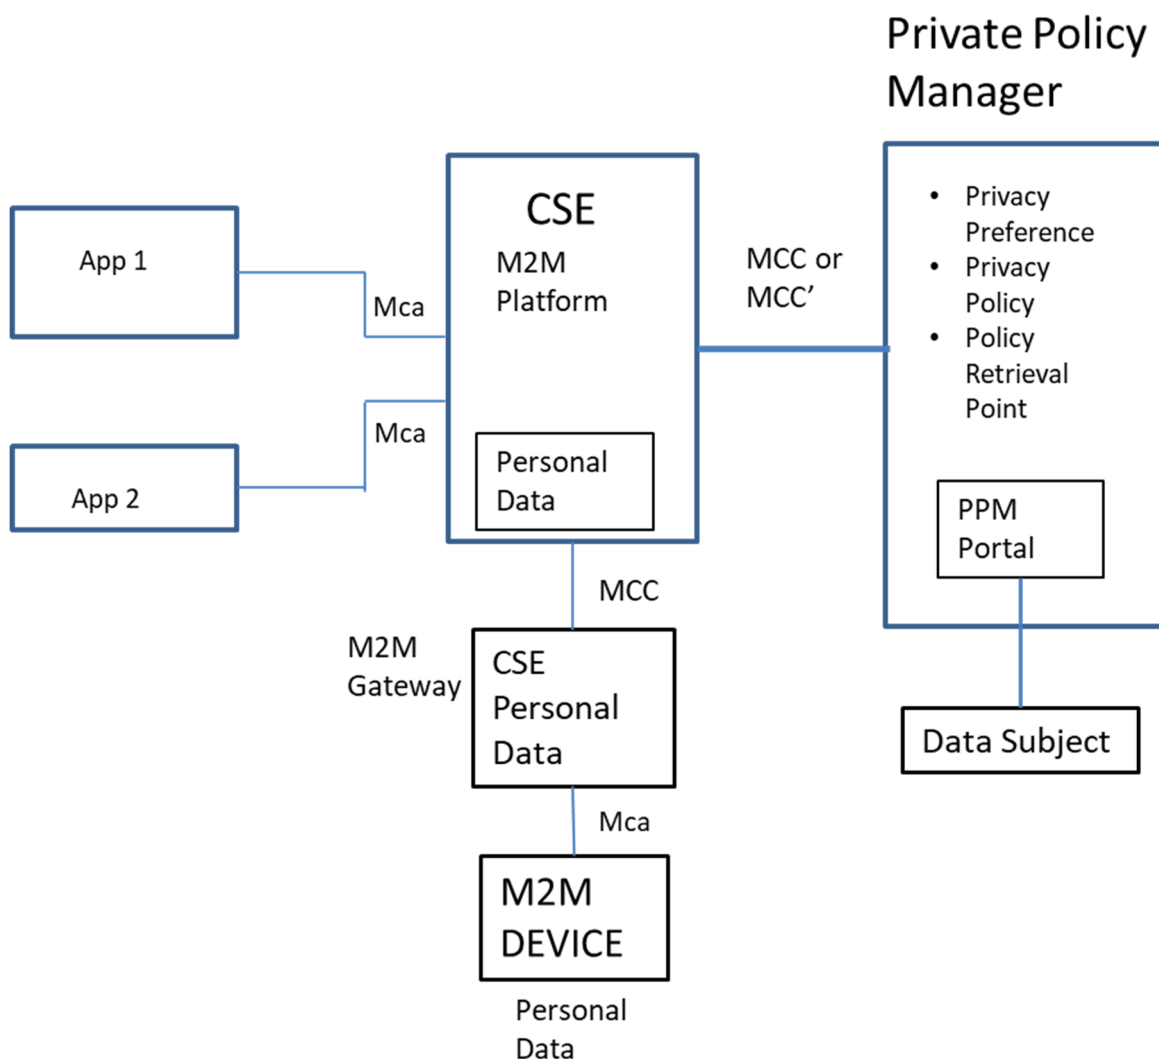 Private Policy
Manager
App 1
Mca
App 2
Mca
CSE
M2M
Platform
Personal
Data
MCC or
MCC’
• Privacy
Preference
• Privacy
Policy
• Policy
Retrieval
Point
PPM
Portal
Data Subject
MCC
M2M
Gateway
CSE
Personal
Data
Mca
M2M
DEVICE
Personal
Data